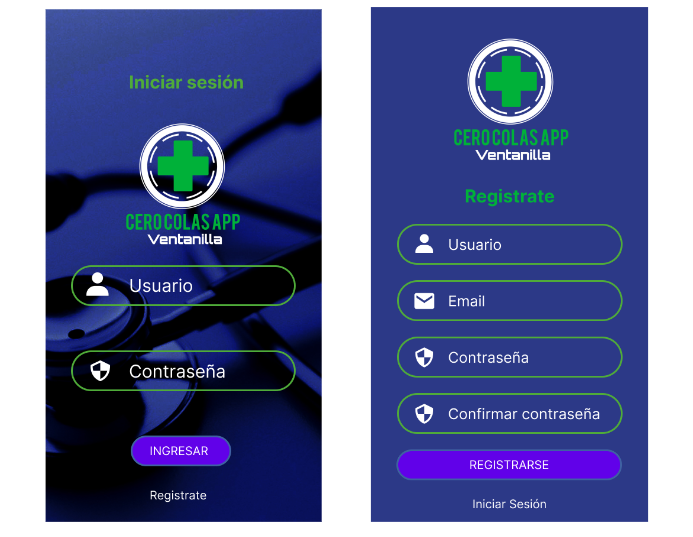 Iniciar sesión
CERO COLAS APP
Ventanilla
Usuario
Contraseña
INGRESAR
Registrate
CERO COLAS APP
Ventanilla
Registrate
Usuario
Email
Contraseña
Confirmar contraseña
REGISTRARSE
Iniciar Sesión